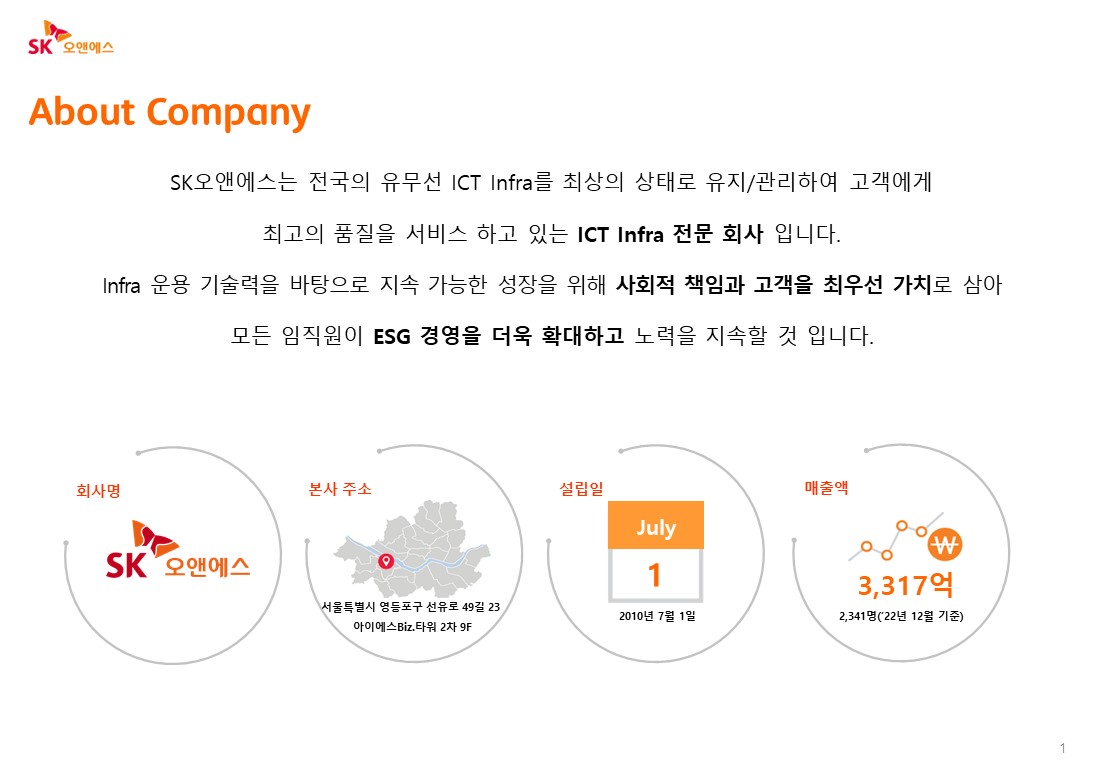 SK 오앤에스
About Company
SK오앤에스는 전국의 유무선 ICT Infra를 최상의 상태로 유지/관리하여 고객에게
최고의 품질을 서비스 하고 있는 ICT Infra 전문 회사 입니다.
Infra 운용 기술력을 바탕으로 지속 가능한 성장을 위해 사회적 책임과 고객을 최우선 가치로 삼아
모든 임직원이 ESG 경영을 더욱 확대하고 노력을 지속할 것 입니다.
회사명
SK 오앤에스
본사 주소
서울특별시 영등포구 선유로 49길 23
아이에스Biz.타워 2차 9F
설립일
July
1
2010년 7월 1일
매출액
₩
3,317억
2,341명(’22년 12월 기준)
1